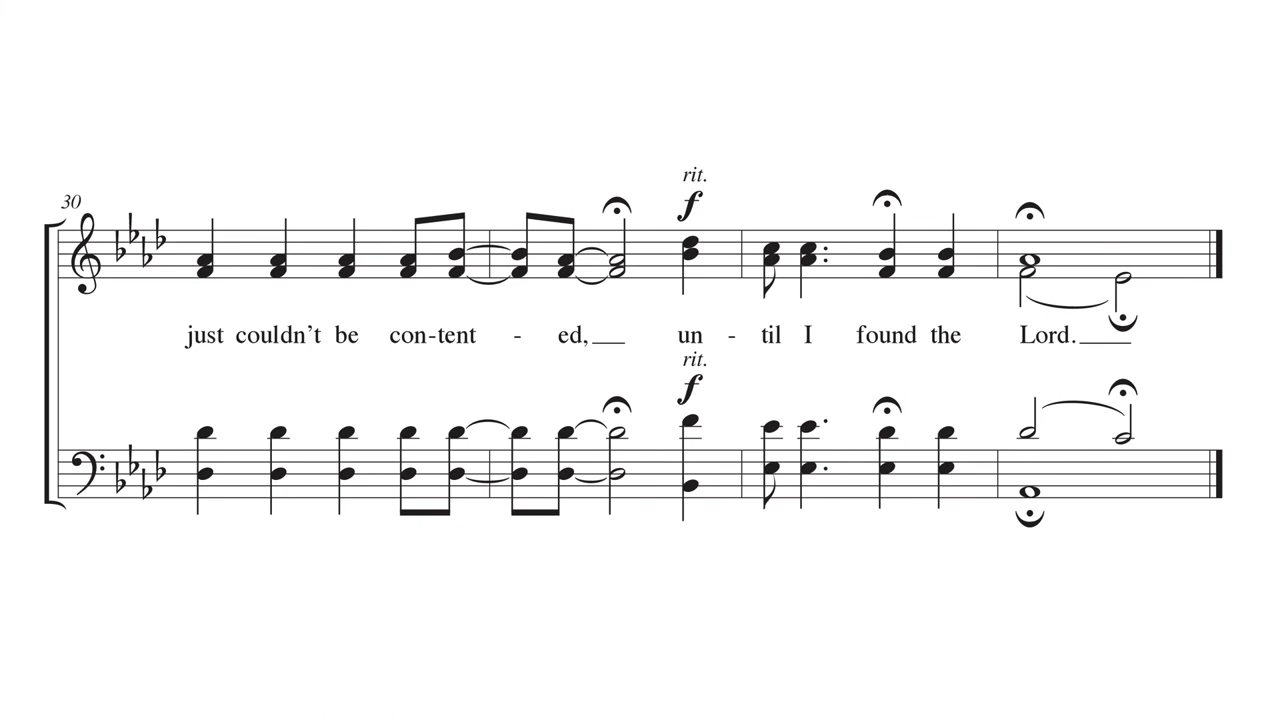 30
rit.
f
just couldn't be con-tent - ed, un - til I found the Lord.
rit.
f